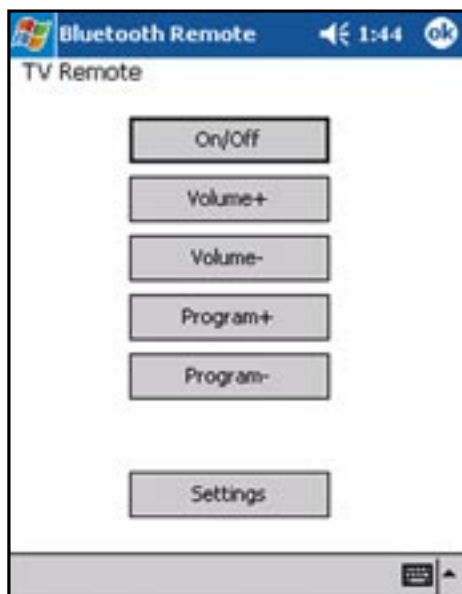 Bluetooth Remote 1:44 ok
TV Remote
On/Off
Volume+
Volume-
Program+
Program-
Settings